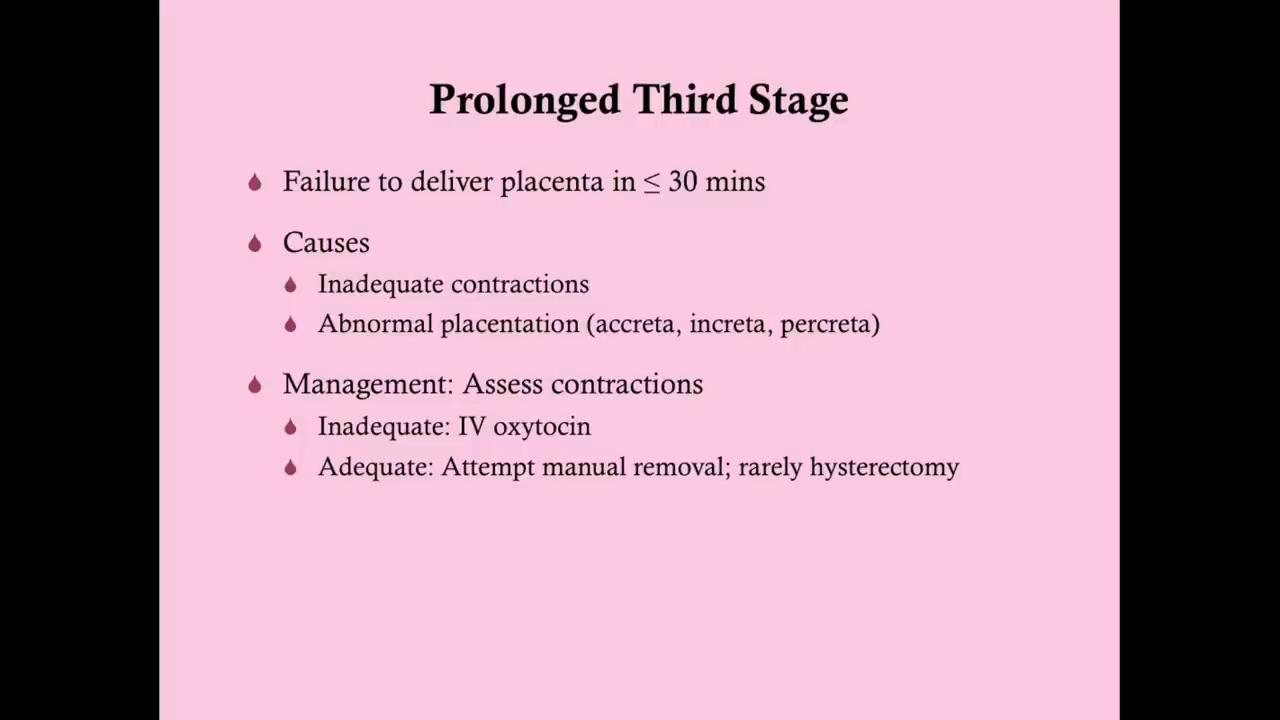 Prolonged Third Stage
Failure to deliver placenta in ≤ 30 mins
Causes
Inadequate contractions
Abnormal placentation (accreta, increta, percreta)
Management: Assess contractions
Inadequate: IV oxytocin
Adequate: Attempt manual removal; rarely hysterectomy